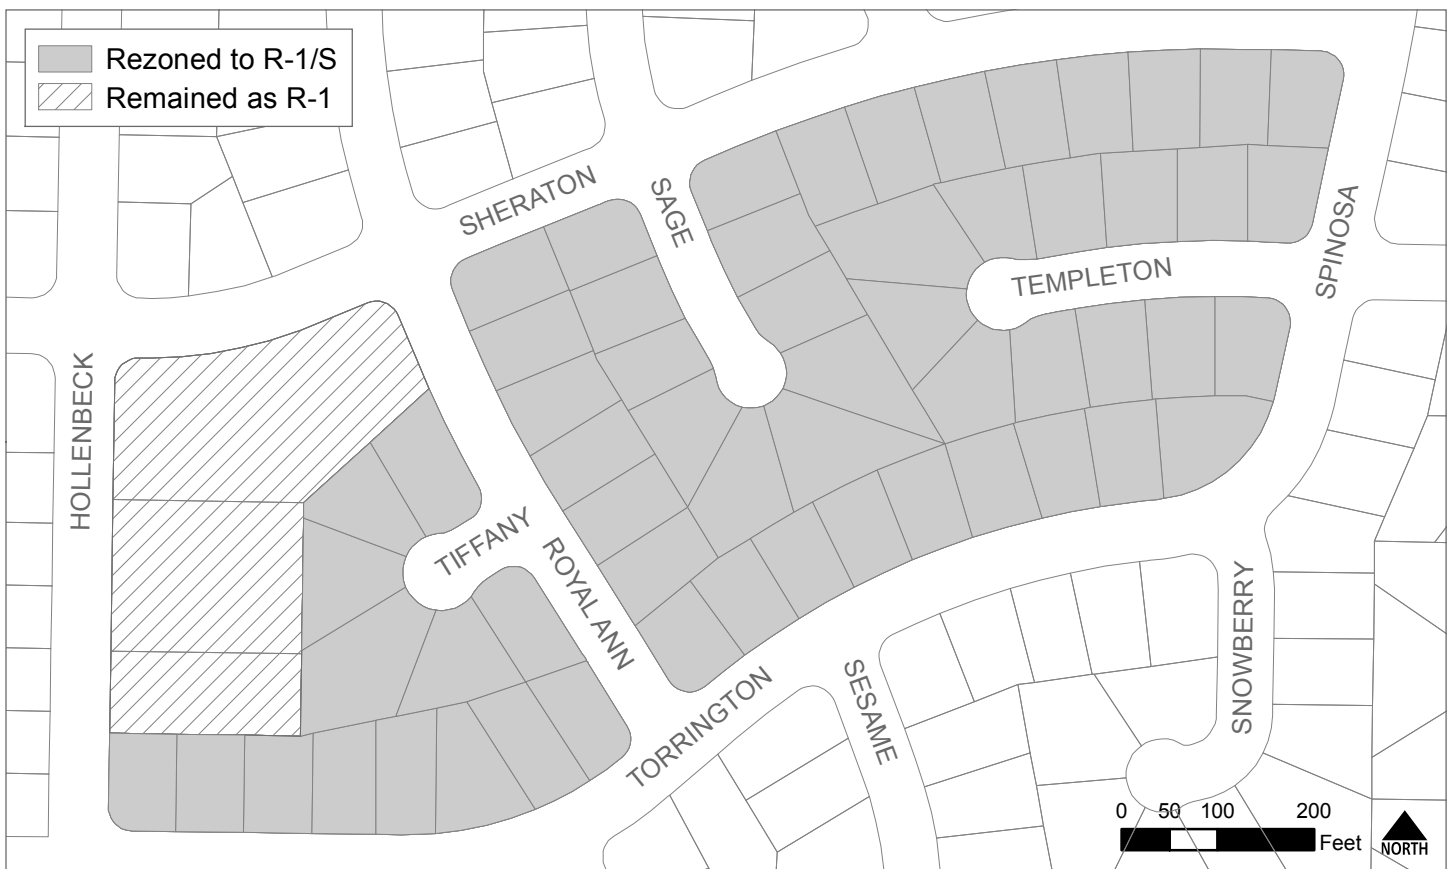 Rezoned to R-1/S
Remained as R-1
SHERATON
SAGE
SPINOSA
TEMPLETON
HOLLENBECK
TIFFANY
ROYAL ANN
SNOWBERRY
SESAME
TORRINGTON
0 50 100 200
Feet
NORTH